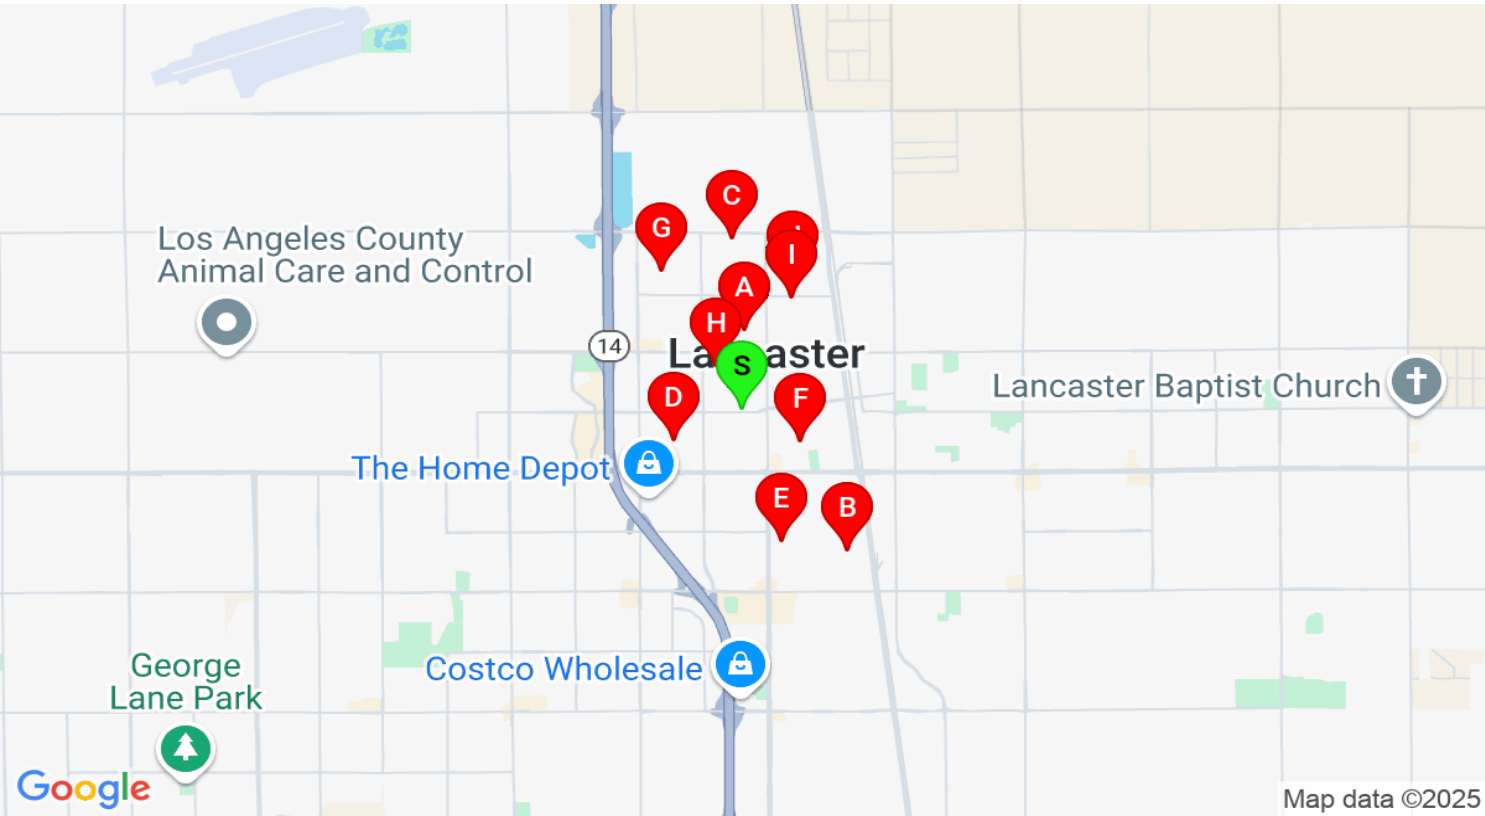 C
G
I
Los Angeles County
Animal Care and Control
A
H
14
Lancaster
S
Lancaster Baptist Church
D
F
The Home Depot
E
B
George
Lane Park
Costco Wholesale
Google
Map data ©2025